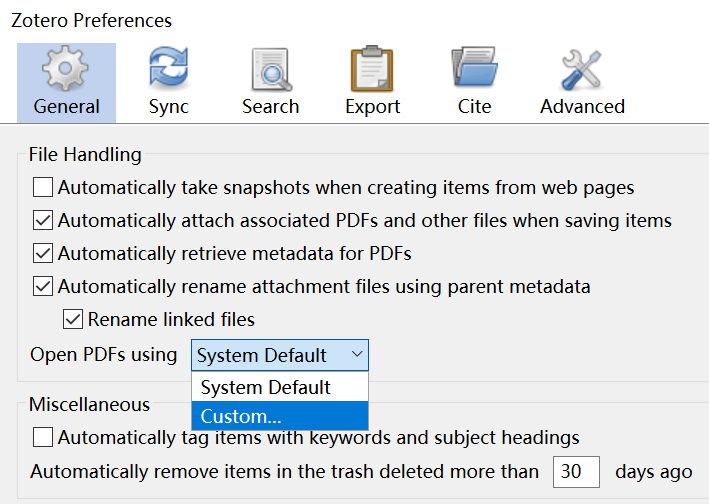 Zotero Preferences
General Sync Search Export Cite Advanced
File Handling
Automatically take snapshots when creating items from web pages
Automatically attach associated PDFs and other files when saving items
Automatically retrieve metadata for PDFs
Automatically rename attachment files using parent metadata
Rename linked files
Open PDFs using System Default
System Default
Miscellaneous
Custom...
Automatically tag items with keywords and subject headings
Automatically remove items in the trash deleted more than 30 days ago